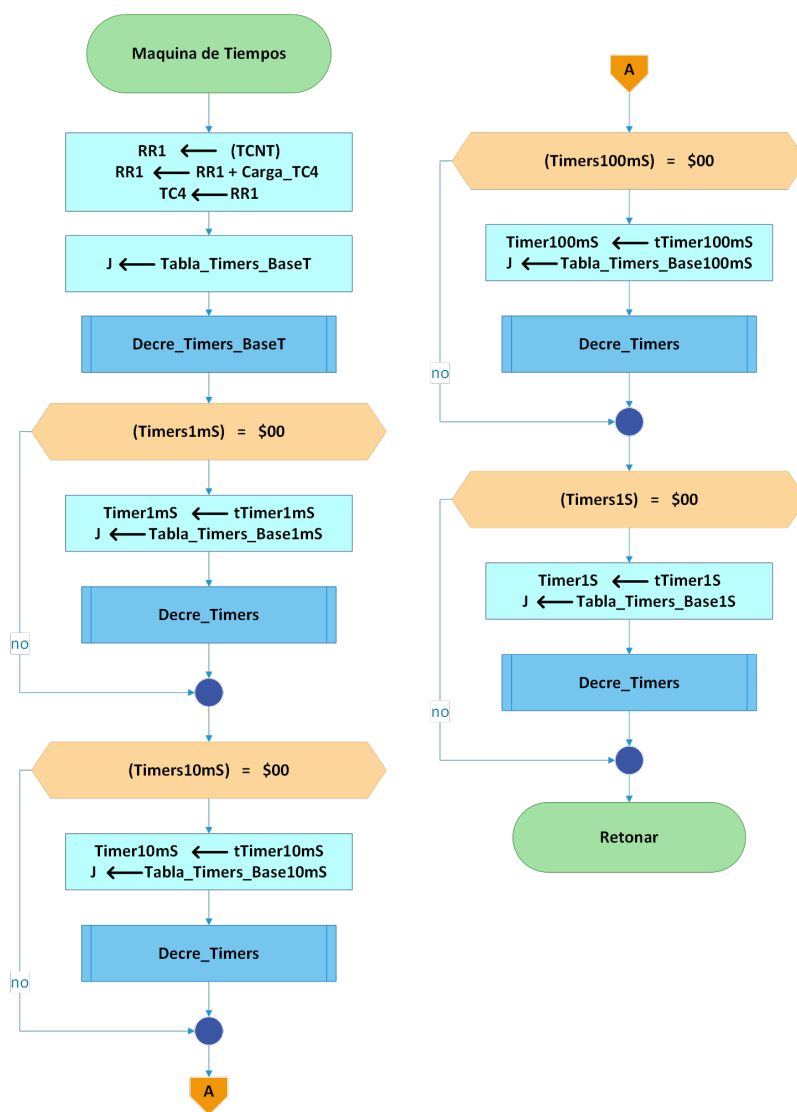 Maquina de Tiempos
RR1 ← (TCNT)
RR1 ← RR1 + Carga_TC4
TC4 ← RR1
J ← Tabla_Timers_BaseT
Decre_Timers_BaseT
(Timers1mS) = $00
Timer1mS ← tTimer1mS
J ← Tabla_Timers_Base1mS
Decre_Timers
no
(Timers10mS) = $00
Timer10mS ← tTimer10mS
J ← Tabla_Timers_Base10mS
Decre_Timers
no
A
A
(Timers100mS) = $00
Timer100mS ← tTimer100mS
J ← Tabla_Timers_Base100mS
Decre_Timers
no
(Timers1S) = $00
Timer1S ← tTimer1S
J ← Tabla_Timers_Base1S
Decre_Timers
no
Retonar